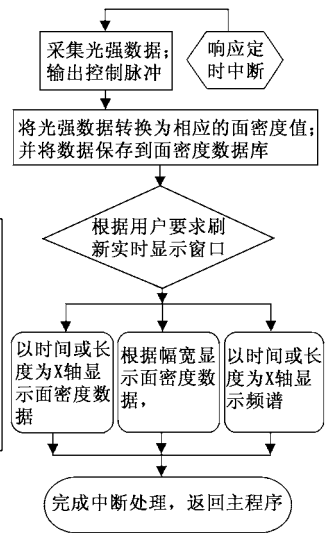 采集光强数据;
输出控制脉冲
响应定
时中断
将光强数据转换为相应的面密度值;
并将数据保存到面密度数据库
根据用户要求刷
新实时显示窗口
以时间或长
度为X轴显
示面密度数
据
根据幅宽显
示面密度数
据,
以时间或长
度为X轴显
示频谱
完成中断处理,返回主程序